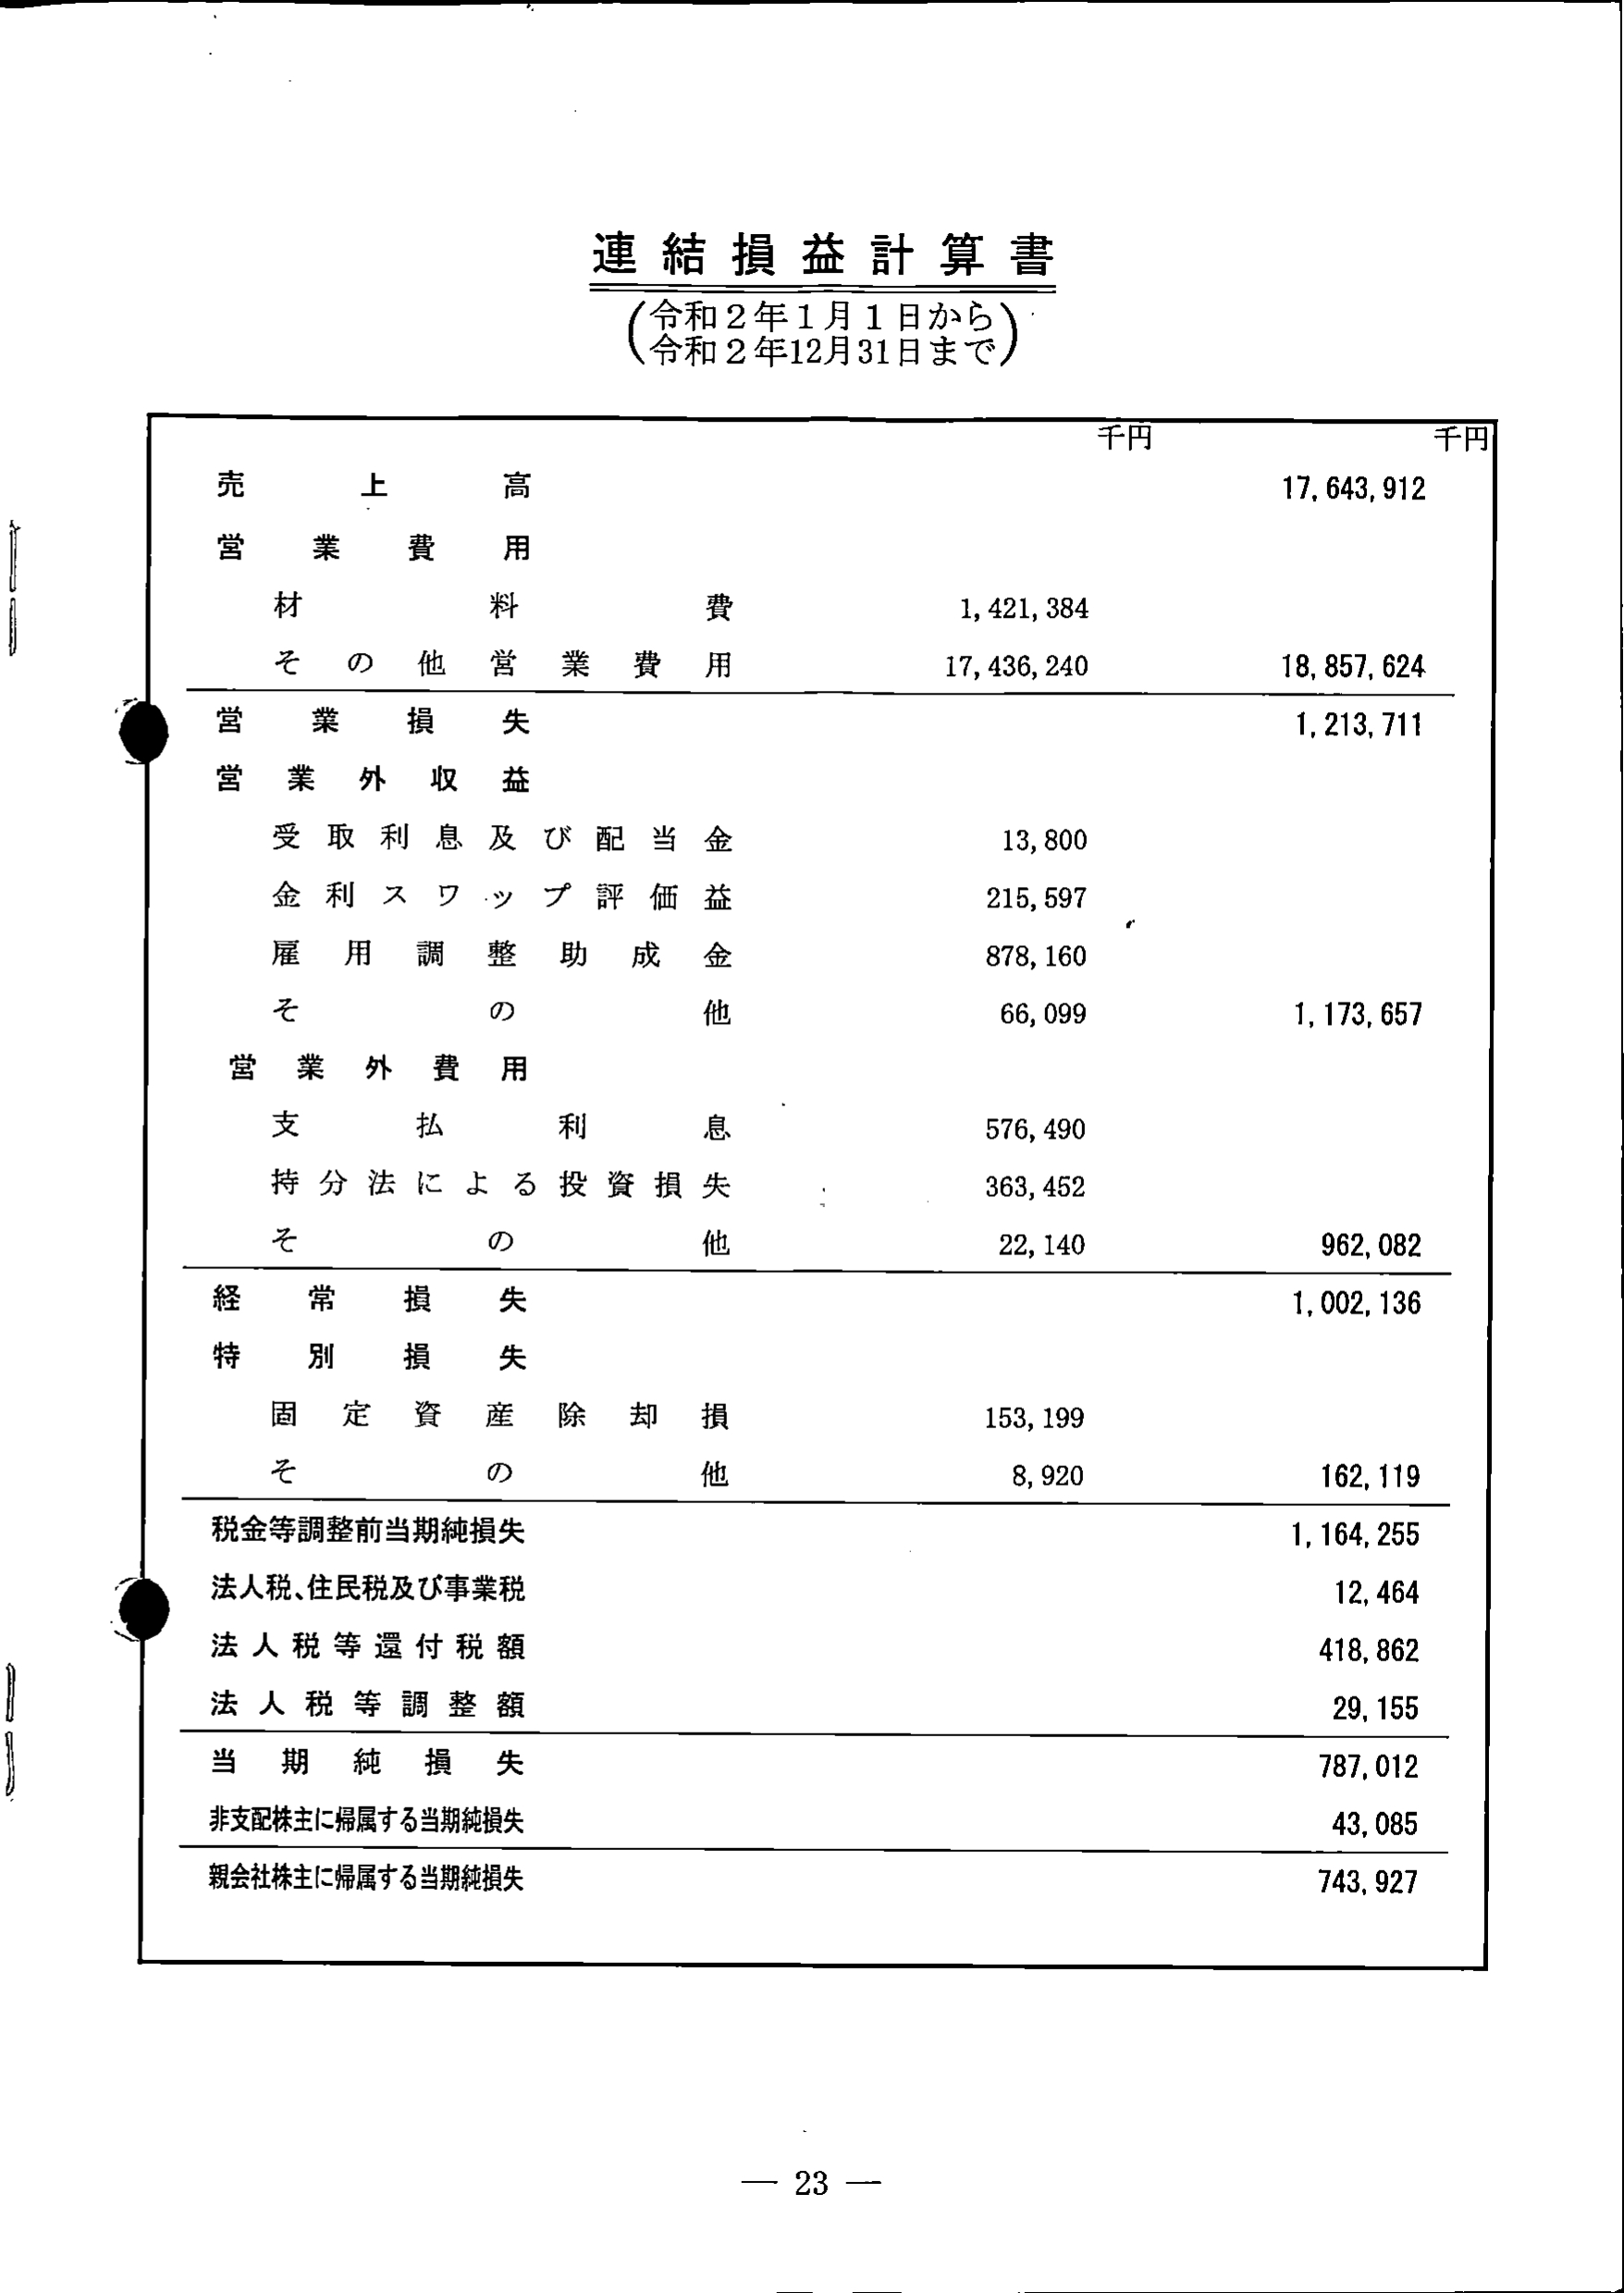 連結損益計算書
(令和2年1月1日から
令和2年12月31日まで)
千円 千円
売上高 17,643,912
営業費用
材料費 1,421,384
その他営業費用 17,436,240 18,857,624
営業損失 1,213,711
営業外収益
受取利息及び配当金 13,800
金利スワップ評価益 215,597
雇用調整助成金 878,160
その他 66,099 1,173,657
営業外費用
支払利息 576,490
持分法による投資損失 363,452
その他 22,140 962,082
経常損失 1,002,136
特別損失
固定資産除却損 153,199
その他 8,920 162,119
税金等調整前当期純損失 1,164,255
法人税、住民税及び事業税 12,464
法人税等還付税額 418,862
法人税等調整額 29,155
当期純損失 787,012
非支配株主に帰属する当期純損失 43,085
親会社株主に帰属する当期純損失 743,927
— 23 —